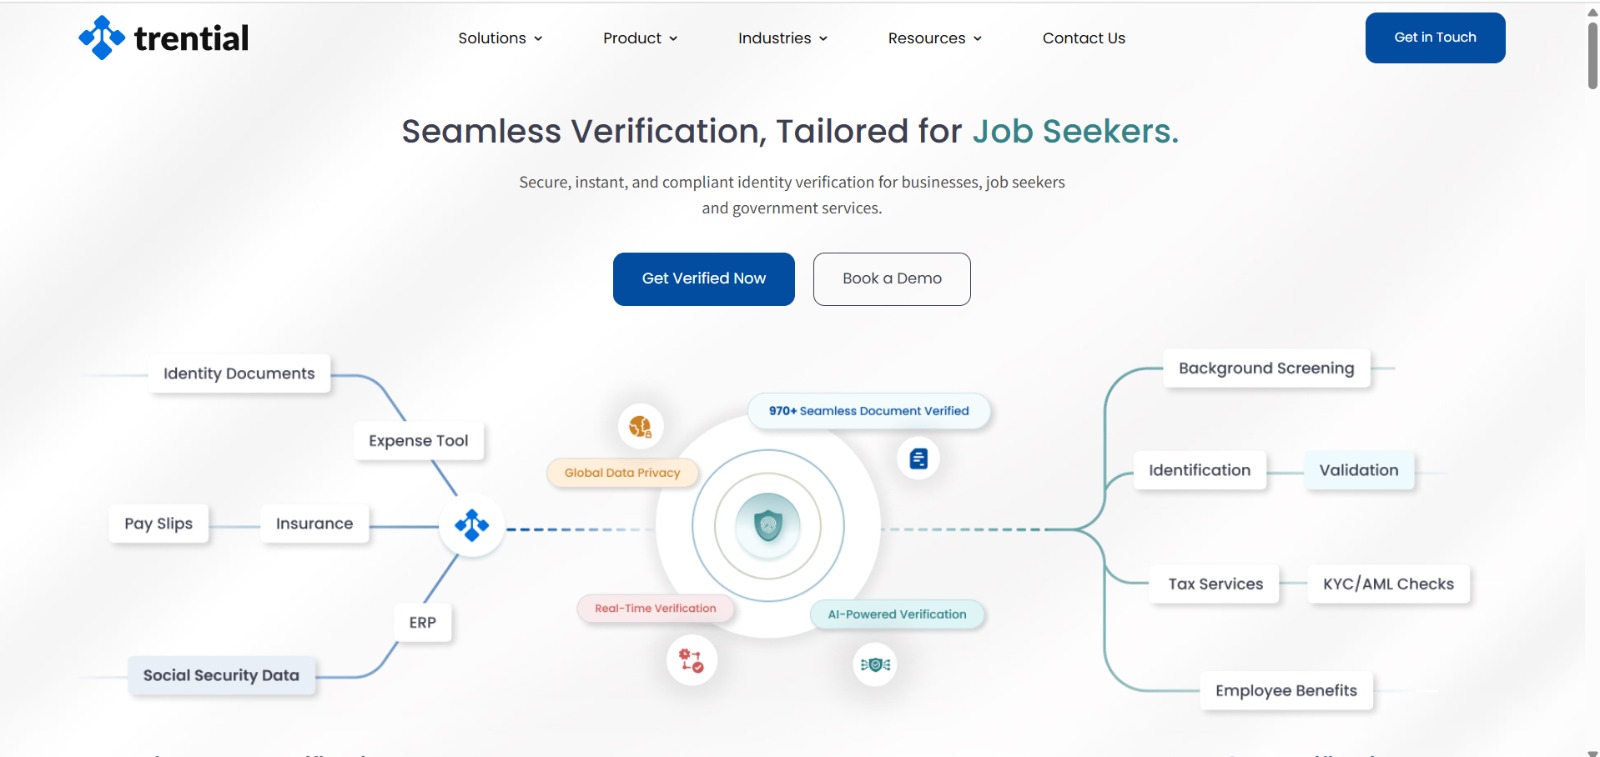 trential
Solutions
Product
Industries
Resources
Contact Us
Get in Touch
Seamless Verification, Tailored for Job Seekers.
Secure, instant, and compliant identity verification for businesses, job seekers
and government services.
Get Verified Now
Book a Demo
Identity Documents
Expense Tool
Pay Slips
Insurance
ERP
Social Security Data
970+ Seamless Document Verified
Global Data Privacy
Real-Time Verification
AI-Powered Verification
Background Screening
Identification
Validation
Tax Services
KYC/AML Checks
Employee Benefits